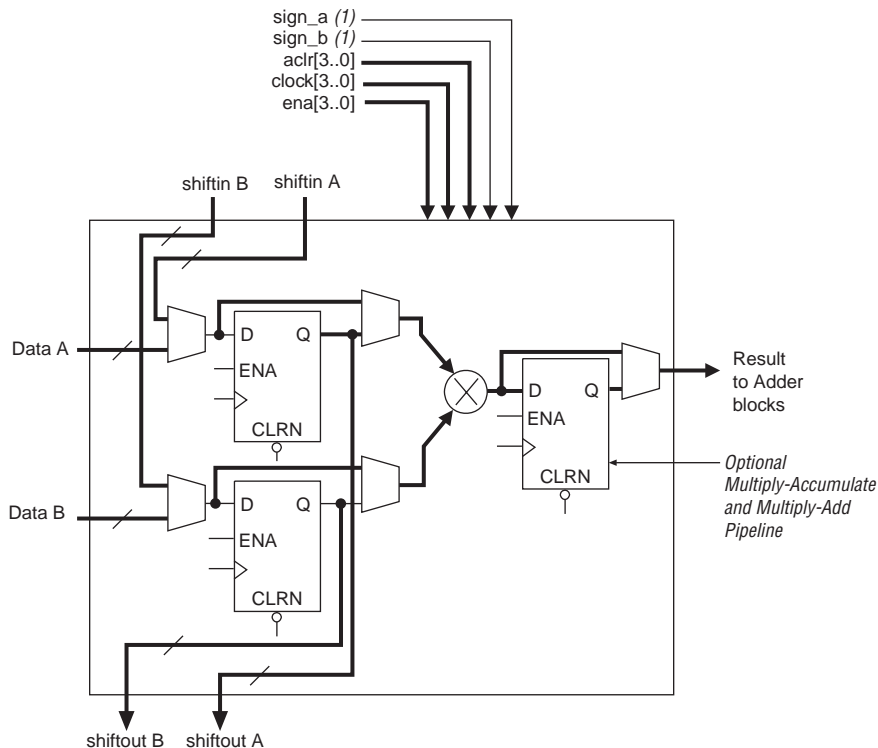 sign_a (1)
sign_b (1)
aclr[3..0]
clock[3..0]
ena[3..0]
shiftin B
shiftin A
Data A
D
Q
ENA
CLRN
Data B
D
Q
ENA
CLRN
D
Q
ENA
CLRN
Result
to Adder
blocks
Optional
Multiply-Accumulate
and Multiply-Add
Pipeline
shiftout B
shiftout A